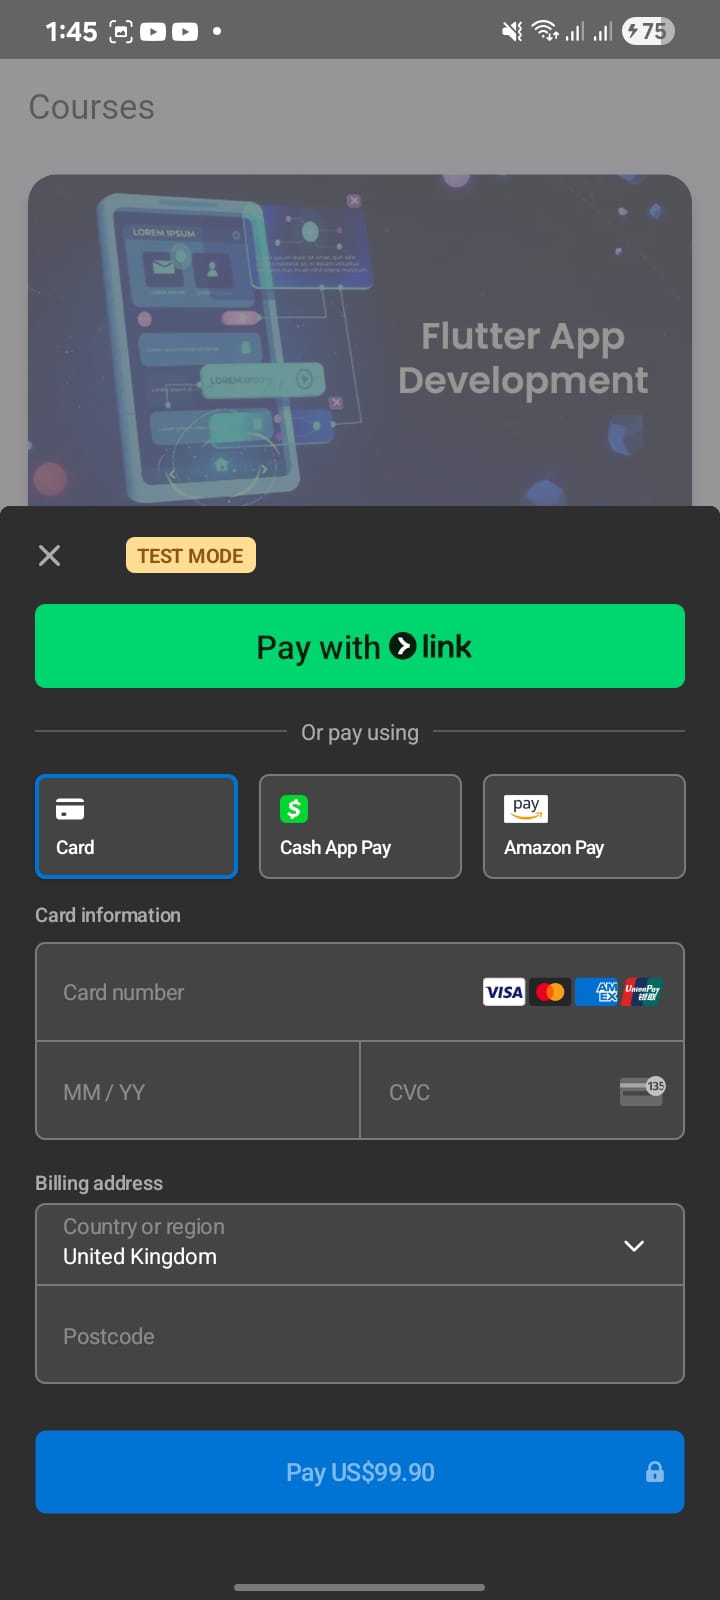 1:45
75
Courses
LOREM IPSUM
LOREM IPSUM
Flutter App
Development
TEST MODE
Pay with link
Or pay using
Card
$
Cash App Pay
pay
Amazon Pay
Card information
Card number
VISA
AM
EX
UnionPay
银联
MM / YY
CVC
135
Billing address
Country or region
United Kingdom
Postcode
Pay US$99.90